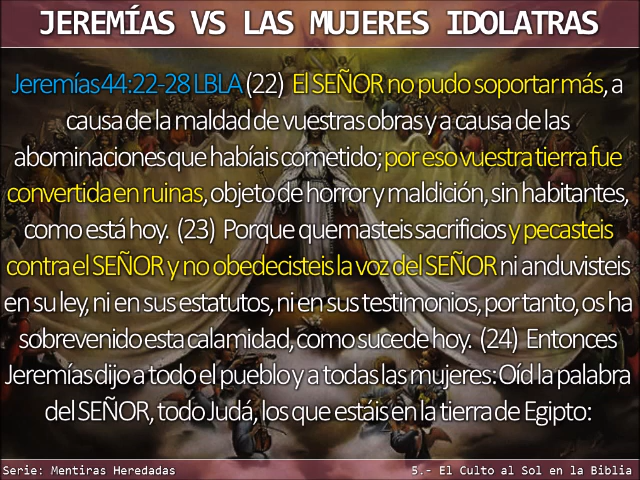 JEREMÍAS VS LAS MUJERES IDOLATRAS
Jeremías 44:22-28 LBLA (22) El SEÑOR no pudo soportar más, a
causa de la maldad de vuestras obras y a causa de las
abominaciones que habíais cometido; por eso vuestra tierra fue
convertida en ruinas, objeto de horror y maldición, sin habitantes,
como está hoy. (23) Porque quemasteis sacrificios y pecasteis
contra el SEÑOR y no obedecisteis la voz del SEÑOR ni anduvisteis
en su ley, ni en sus estatutos, ni en sus testimonios, por tanto, os ha
sobrevenido esta calamidad, como sucede hoy. (24) Entonces
Jeremías dijo a todo el pueblo y a todas las mujeres: Oíd la palabra
del SEÑOR, todo Judá, los que estáis en la tierra de Egipto:
Serie: Mentiras Heredadas
5.- El Culto al Sol en la Biblia